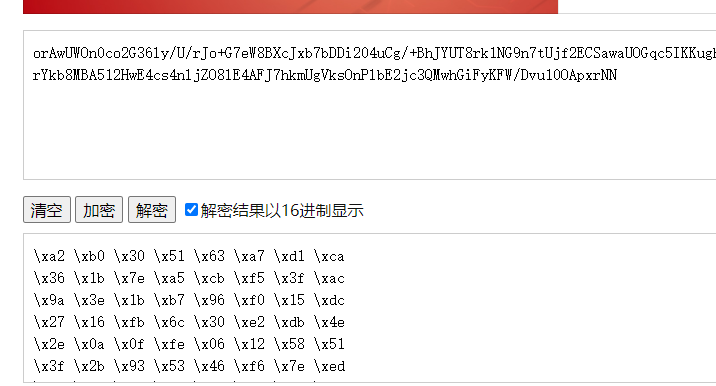 orAwUWOn0co2G36ly/U/rJo+G7eW8BXcJxb7bDDi204uCg/+BhJYUT8rk1NG9n7tUjf2ECSawaUOGqc5IKKugH
rYkb8MBA512HwE4cs4nljZO81E4AFJ7hkmUgVksOnPlbE2jc3QMwhGiFyKFW/Dvul0OApxrNN
清空 加密 解密 解密结果以16进制显示
\xa2 \xb0 \x30 \x51 \x63 \xa7 \xd1 \xca
\x36 \x1b \x7e \xa5 \xcb \xf5 \x3f \xac
\x9a \x3e \x1b \xb7 \x96 \xf0 \x15 \xdc
\x27 \x16 \xfb \x6c \x30 \xe2 \xdb \x4e
\x2e \x0a \x0f \xfe \x06 \x12 \x58 \x51
\x3f \x2b \x93 \x53 \x46 \xf6 \x7e \xed